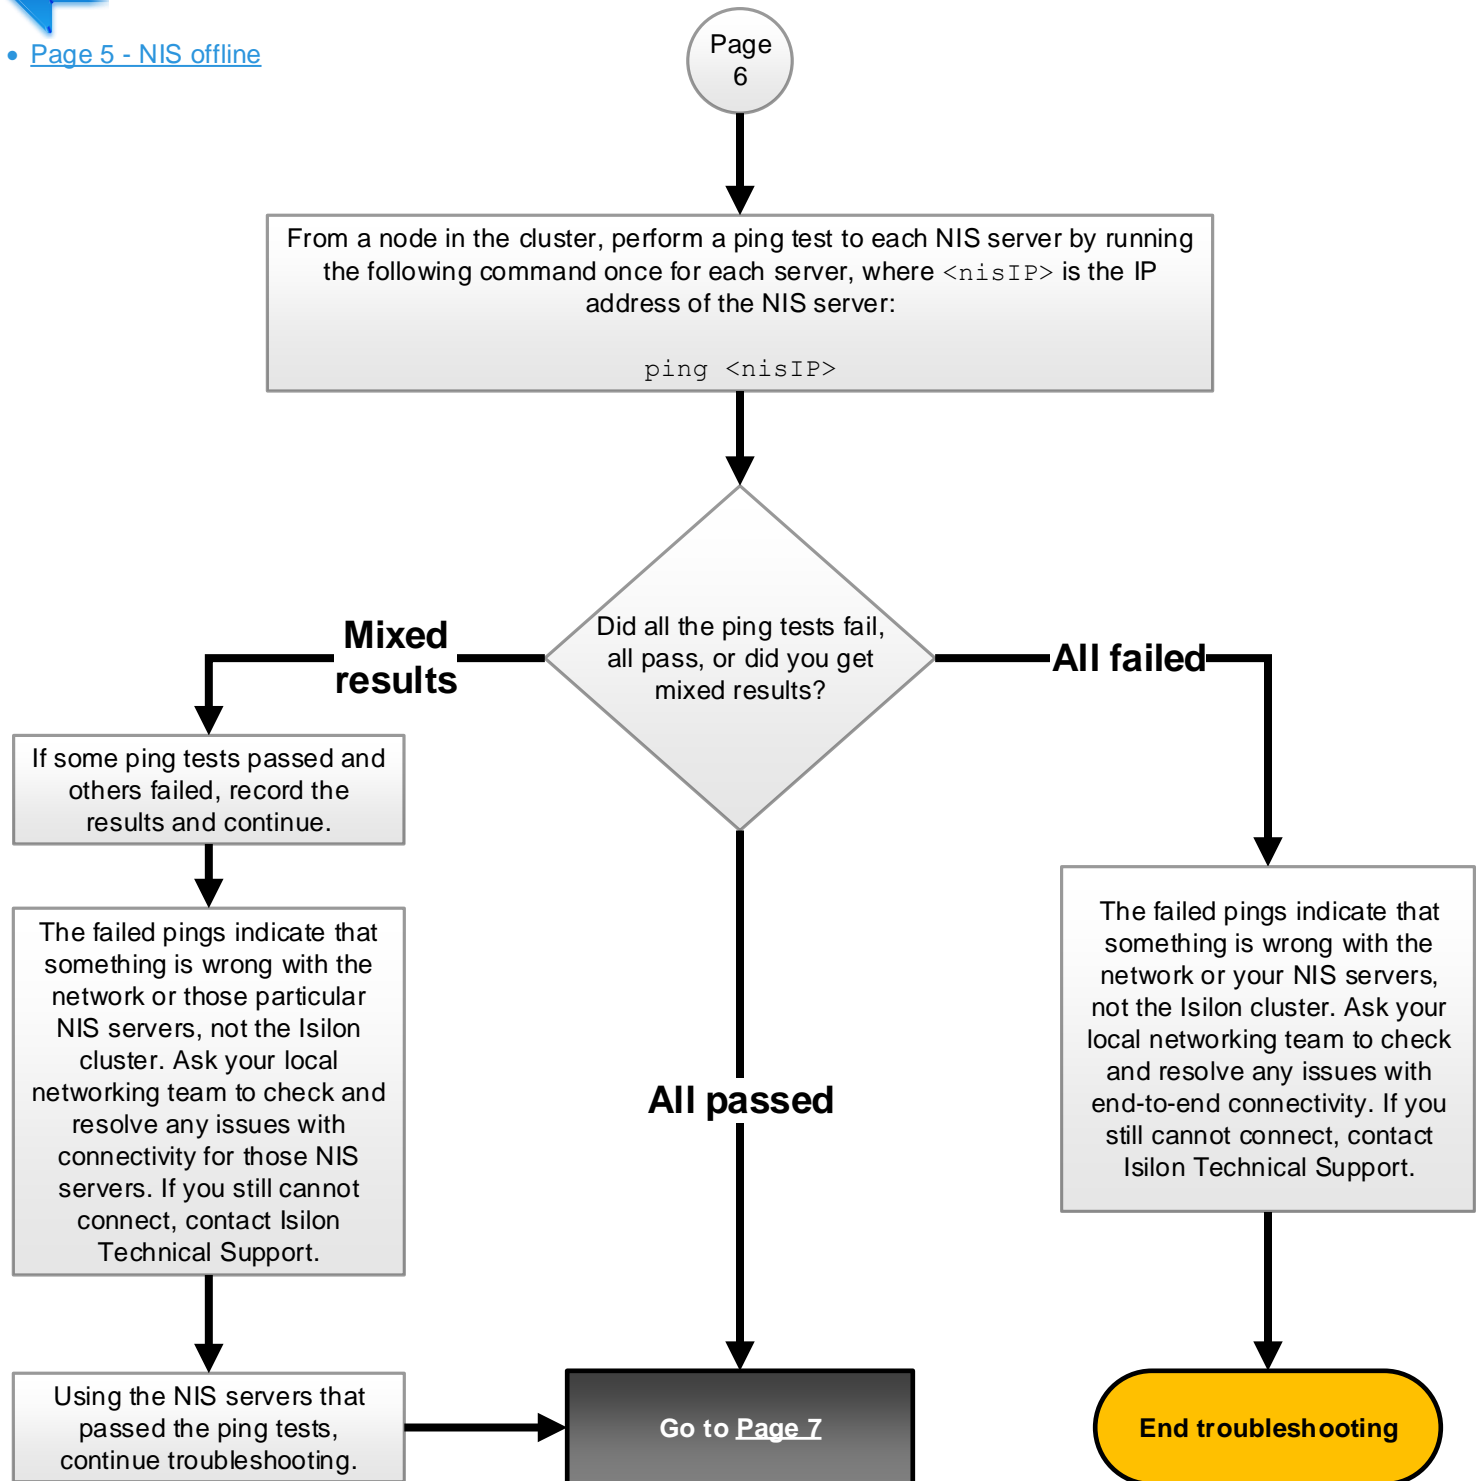 • Page 5 - NIS offline
Page
6
From a node in the cluster, perform a ping test to each NIS server by running
the following command once for each server, where <nisIP> is the IP
address of the NIS server:
ping <nisIP>
Did all the ping tests fail,
all pass, or did you get
mixed results?
Mixed
results
All failed
All passed
If some ping tests passed and
others failed, record the
results and continue.
The failed pings indicate that
something is wrong with the
network or those particular
NIS servers, not the Isilon
cluster. Ask your local
networking team to check and
resolve any issues with
connectivity for those NIS
servers. If you still cannot
connect, contact Isilon
Technical Support.
Using the NIS servers that
passed the ping tests,
continue troubleshooting.
Go to Page 7
The failed pings indicate that
something is wrong with the
network or your NIS servers,
not the Isilon cluster. Ask your
local networking team to check
and resolve any issues with
end-to-end connectivity. If you
still cannot connect, contact
Isilon Technical Support.
End troubleshooting